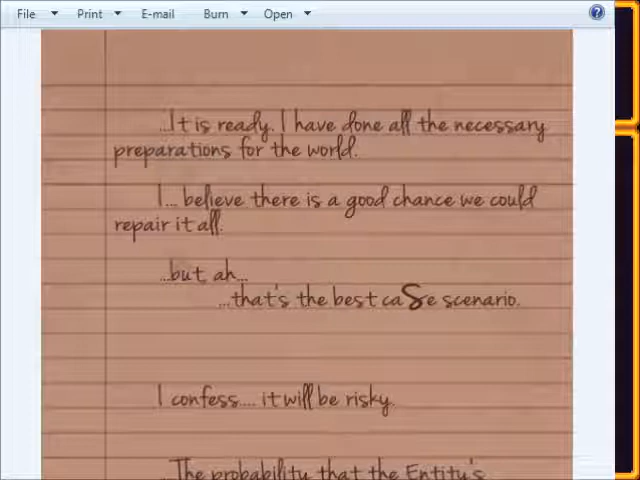 File Print E-mail Burn Open
...It is ready. I have done all the necessary
preparations for the world.
I... believe there is a good chance we could
repair it all.
...but ah...
...that's the best caSe scenario.
I confess.... it will be risky.
...The probability that the Entity's